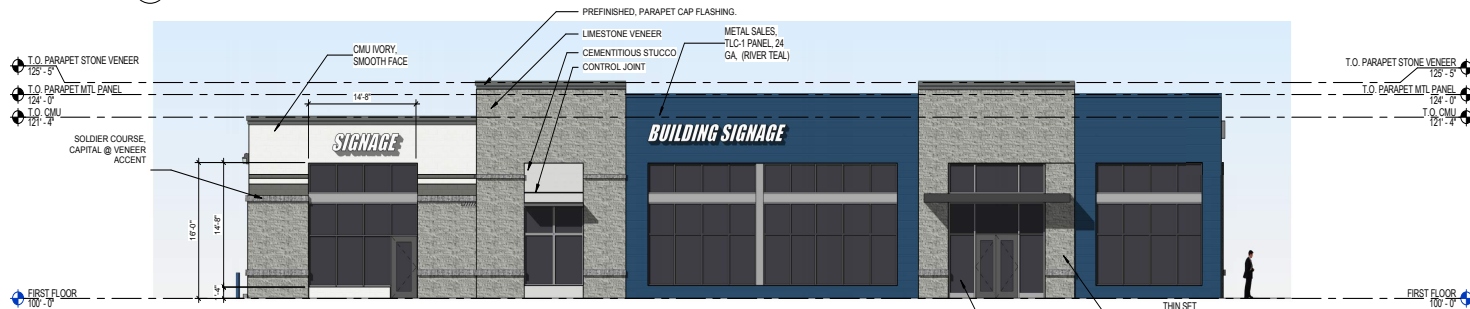 PREFINISHED, PARAPET CAP FLASHING.
LIMESTONE VENEER
CEMENTITIOUS STUCCO
CONTROL JOINT
METAL SALES,
TLC-1 PANEL, 24
GA, (RIVER TEAL)
CMU IVORY,
SMOOTH FACE
T.O. PARAPET STONE VENEER
125' - 5"
T.O. PARAPET MTL PANEL
124' - 0"
T.O. CMU
121' - 4"
SOLDIER COURSE,
CAPITAL @ VENEER
ACCENT
14'-8"
SIGNAGE
BUILDING SIGNAGE
16'-0"
14'-8"
1'-4"
FIRST FLOOR
100' - 0"
T.O. PARAPET STONE VENEER
125' - 5"
T.O. PARAPET MTL PANEL
124' - 0"
T.O. CMU
121' - 4"
THIN SET
FIRST FLOOR
100' - 0"